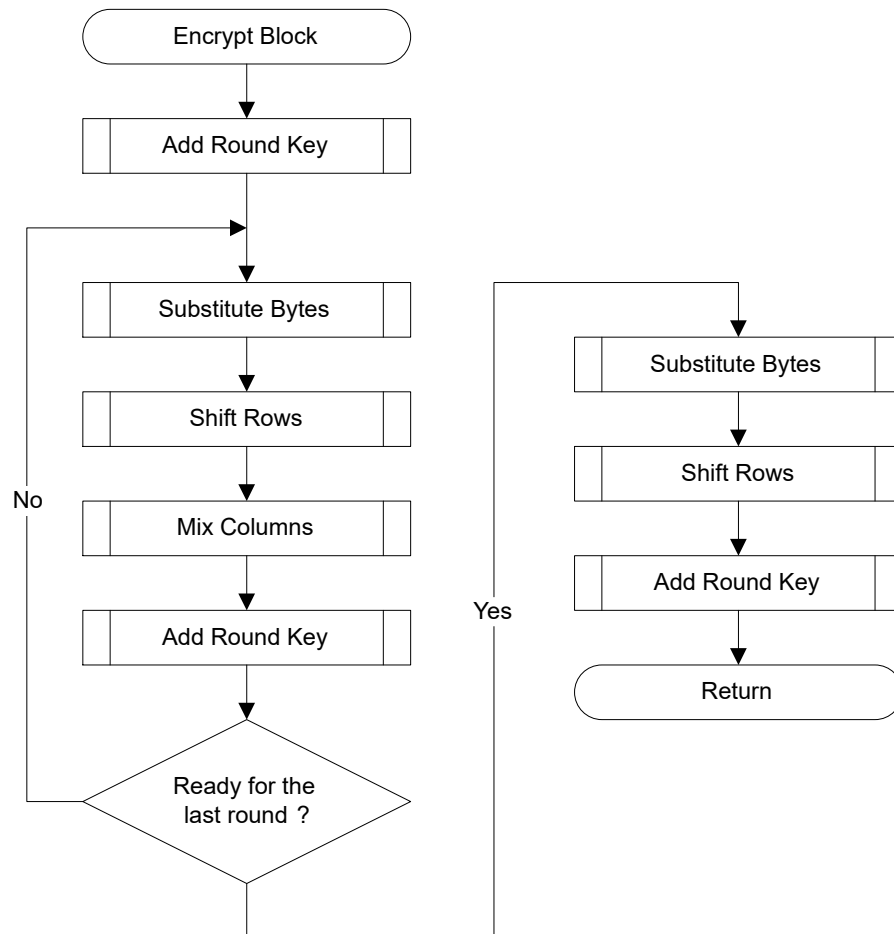 Encrypt Block
Add Round Key
Substitute Bytes
Shift Rows
No
Mix Columns
Add Round Key
Ready for the
last round ?
Yes
Substitute Bytes
Shift Rows
Add Round Key
Return